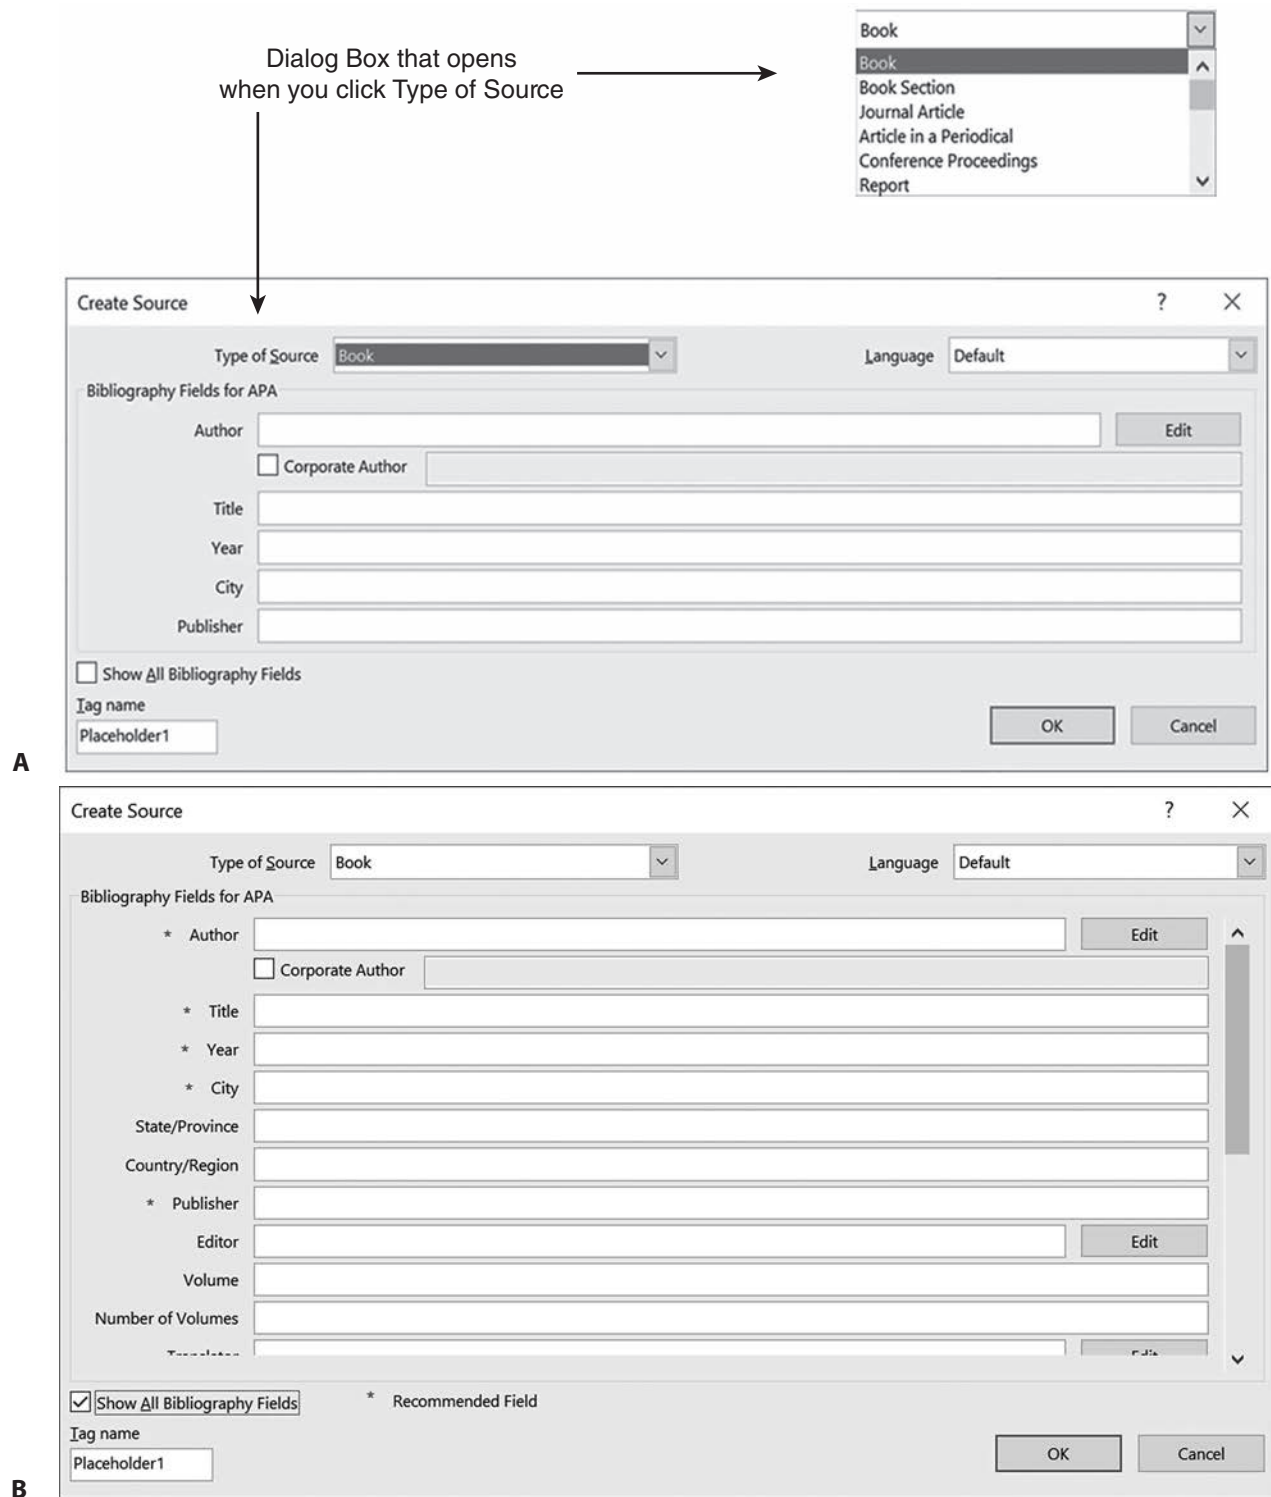 Dialog Box that opens
when you click Type of Source
Book
Book
Book Section
Journal Article
Article in a Periodical
Conference Proceedings
Report
Create Source ?
Type of Source Book Language Default
Bibliography Fields for APA
Author Edit
Corporate Author
Title
Year
City
Publisher
Show All Bibliography Fields
Tag name
Placeholder1 OK Cancel
A
Create Source ?
Type of Source Book Language Default
Bibliography Fields for APA
* Author Edit
Corporate Author
* Title
* Year
* City
State/Province
Country/Region
* Publisher
Editor Edit
Volume
Number of Volumes
Show All Bibliography Fields * Recommended Field
Tag name
Placeholder1 OK Cancel
B